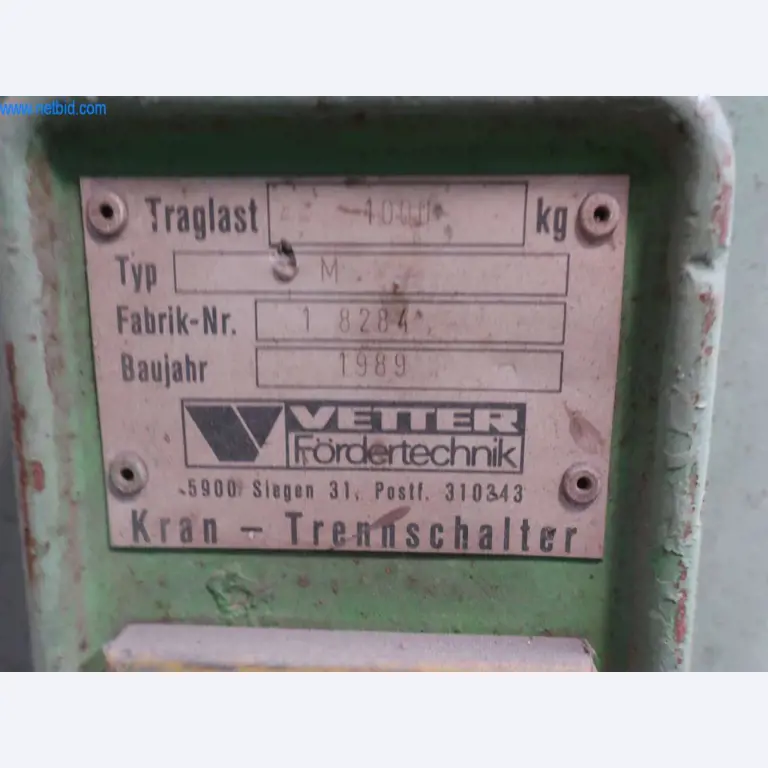 www.netbid.com
Traglast 1000 kg
Typ M
Fabrik-Nr. 1 8284
Baujahr 1989
VETTER
Fördertechnik
5900 Siegen 31, Postf. 310343
Kran - Trennschalter